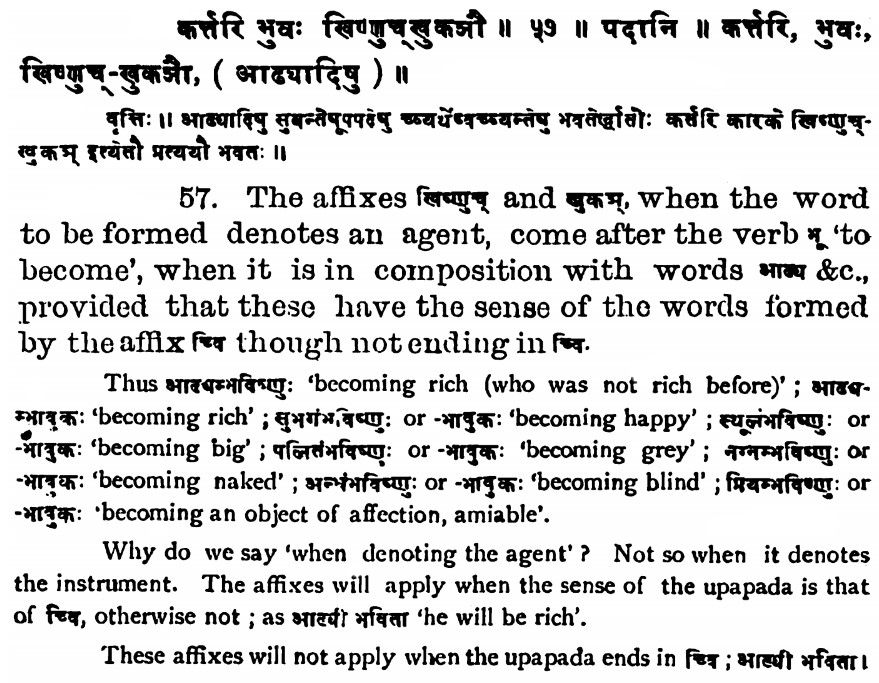 कर्त्तरि भुवः खिष्णुच्खुकञौ ॥ ५७ ॥ पदानि ॥ कर्त्तरि, भुवः,
खिष्णुच्-खुकञौ, ( आढ्यादिषु ) ॥
वृत्तिः ॥ आढ्यादिषु सुबन्तेषूपपदेषु च्व्यर्थेष्वच्व्यन्तेषु भवतेर्द्धातोः कर्त्तरि कारके खिष्णुच्-
खुकञ् इत्येतौ प्रत्ययौ भवतः ॥
57. The affixes खिष्णुच् and खुकञ्, when the word
to be formed denotes an agent, come after the verb भू 'to
become', when it is in composition with words आढ्य &c.,
provided that these have the sense of the words formed
by the affix च्वि though not ending in च्वि.
Thus आढ्यम्भविष्णुः 'becoming rich (who was not rich before)' ; आढ्य-
म्भावुकः 'becoming rich' ; सुभगंभविष्णुः or -भावुकः 'becoming happy' ; स्थूलंभविष्णुः or
-भावुकः 'becoming big' ; पलितंभविष्णुः or -भावुकः 'becoming grey' ; नग्नम्भविष्णुः or
-भावुकः 'becoming naked' ; अन्धंभविष्णुः or -भावुकः 'becoming blind' ; प्रियम्भविष्णुः or
-भावुकः 'becoming an object of affection, amiable'.
Why do we say 'when denoting the agent' ? Not so when it denotes
the instrument. The affixes will apply when the sense of the upapada is that
of च्वि, otherwise not ; as आढ्यी भविता 'he will be rich'.
These affixes will not apply when the upapada ends in च्वि ; आढ्यी भविता।